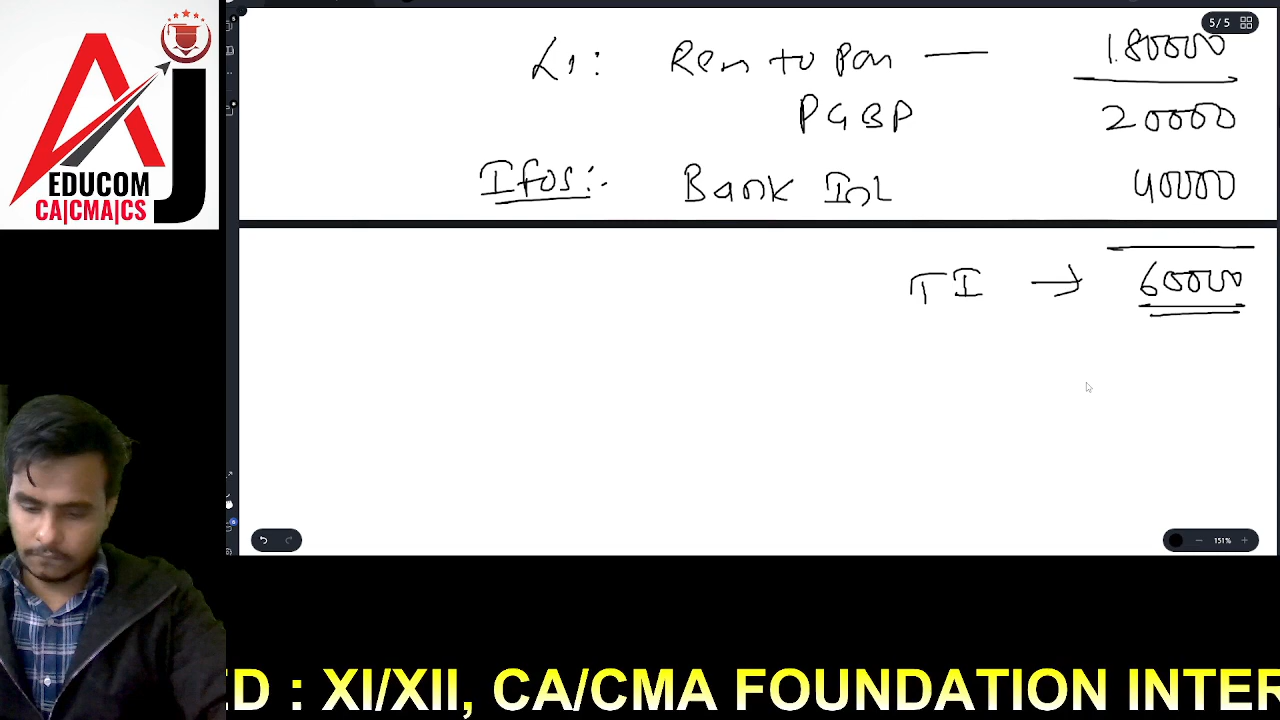 5/5
AJ
EDUCOM
CA|CMA|CS
L1: Rem to Par — 180000
PGBP 20000
Ifos:- Bank Int 40000
TI → 60000
151%
ED : XI/XII, CA/CMA FOUNDATION INTER